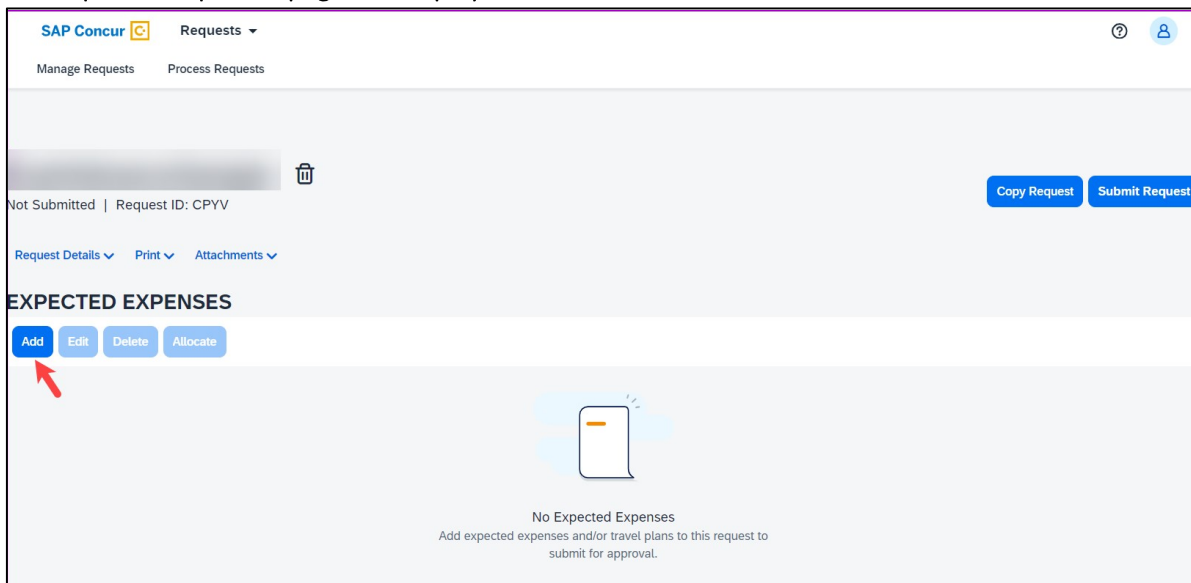 SAP Concur C Requests
Manage Requests Process Requests
Not Submitted | Request ID: CPYV
Copy Request Submit Request
Request Details Print Attachments
EXPECTED EXPENSES
Add Edit Delete Allocate
No Expected Expenses
Add expected expenses and/or travel plans to this request to
submit for approval.